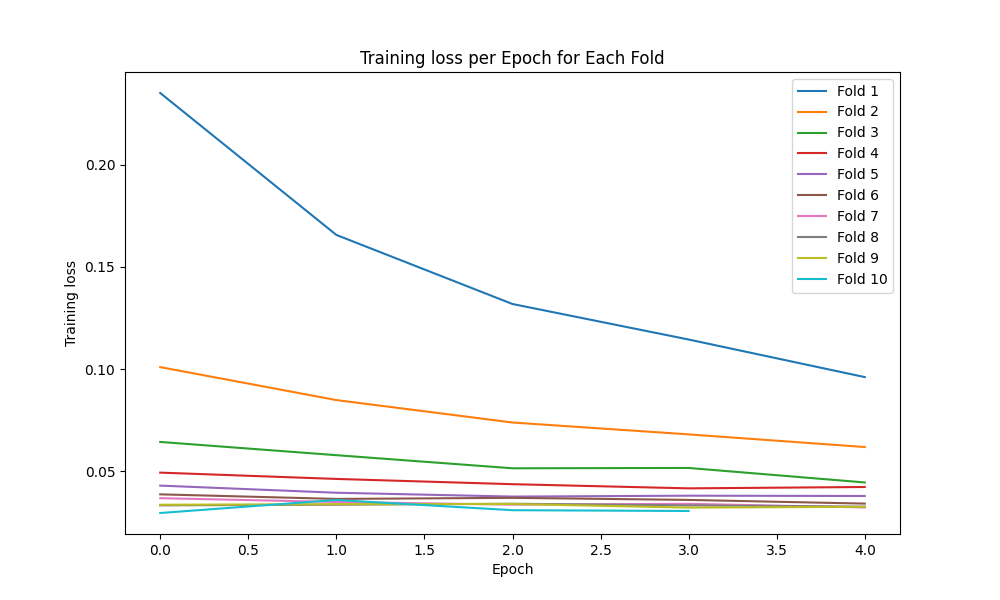 Training loss per Epoch for Each Fold
Fold 1
Fold 2
Fold 3
Fold 4
Fold 5
Fold 6
Fold 7
Fold 8
Fold 9
Fold 10
0.20
0.15
0.10
0.05
Training loss
0.0 0.5 1.0 1.5 2.0 2.5 3.0 3.5 4.0
Epoch